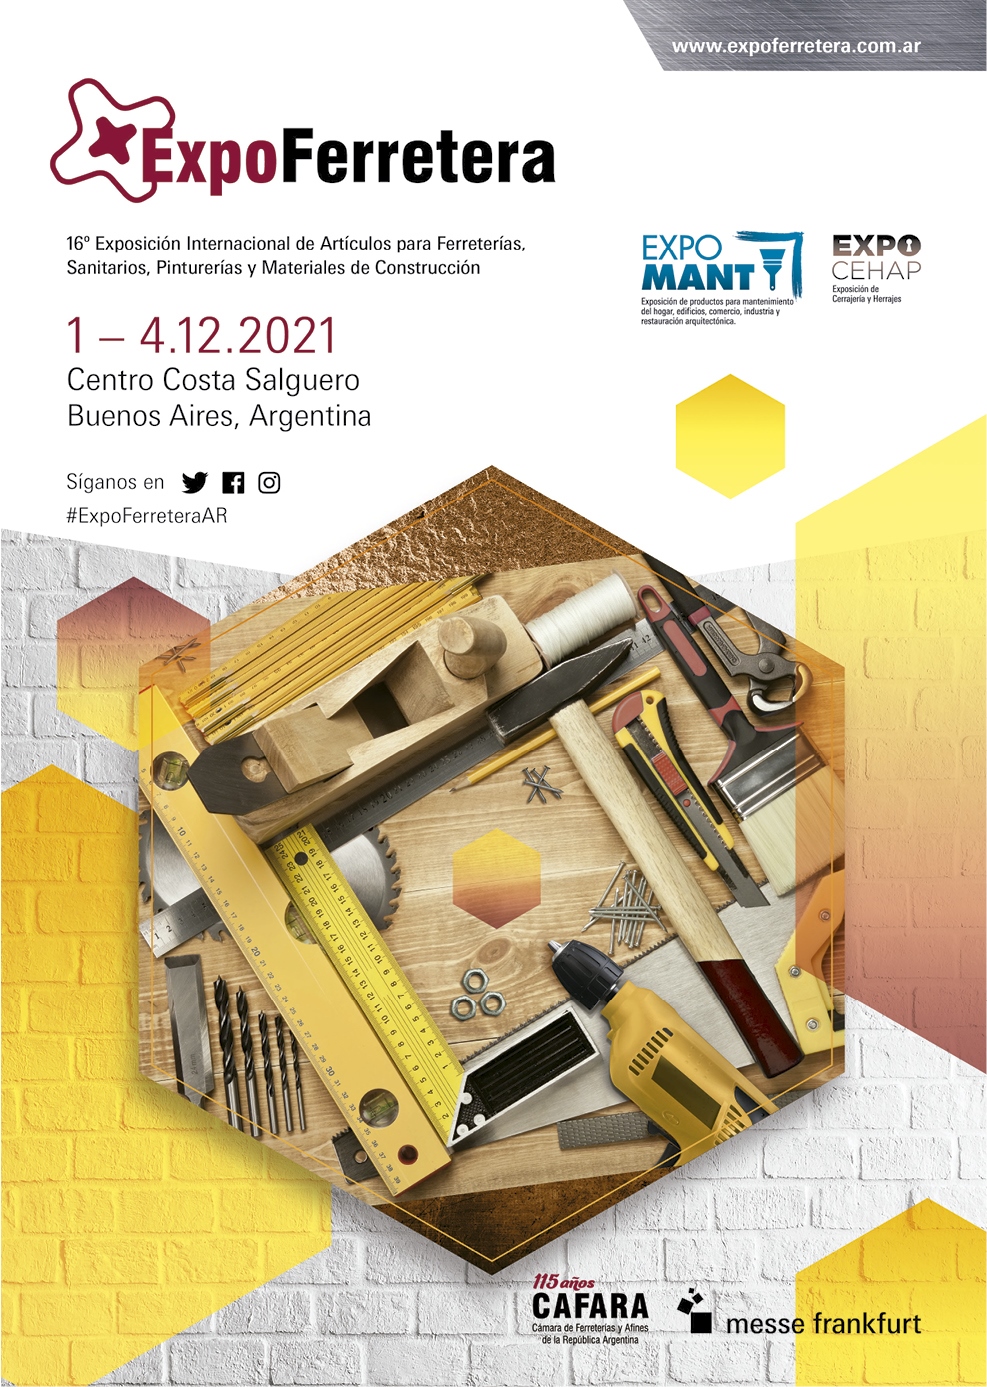 www.expoferretera.com.ar
ExpoFerretera
16º Exposición Internacional de Artículos para Ferreterías,
Sanitarios, Pinturerías y Materiales de Construcción
EXPO
MANT
Exposición de productos para mantenimiento
del hogar, edificios, comercio, industria y
restauración arquitectónica.
EXPO
CEHAP
Exposición de
Cerrajería y Herrajes
1 – 4.12.2021
Centro Costa Salguero
Buenos Aires, Argentina
Síganos en
#ExpoFerreteraAR
115 años
CAFARA
Cámara de Ferreterías y Afines
de la República Argentina
messe frankfurt